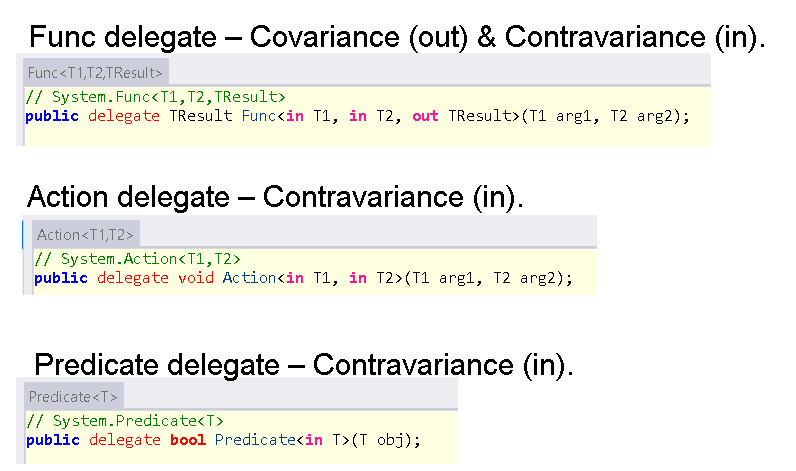 Func delegate – Covariance (out) & Contravariance (in).
Func<T1,T2,TResult>
// System.Func<T1,T2,TResult>
public delegate TResult Func<in T1, in T2, out TResult>(T1 arg1, T2 arg2);
Action delegate – Contravariance (in).
Action<T1,T2>
// System.Action<T1,T2>
public delegate void Action<in T1, in T2>(T1 arg1, T2 arg2);
Predicate delegate – Contravariance (in).
Predicate<T>
// System.Predicate<T>
public delegate bool Predicate<in T>(T obj);